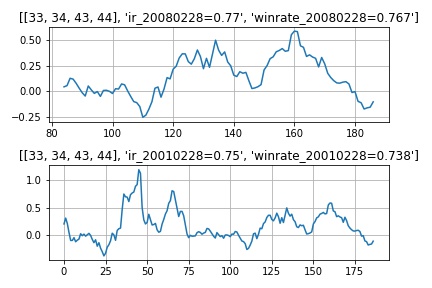 [[33, 34, 43, 44], 'ir_20080228=0.77', 'winrate_20080228=0.767']
0.50
0.25
0.00
−0.25
80 100 120 140 160 180
[[33, 34, 43, 44], 'ir_20010228=0.75', 'winrate_20010228=0.738']
1.0
0.5
0.0
0 25 50 75 100 125 150 175